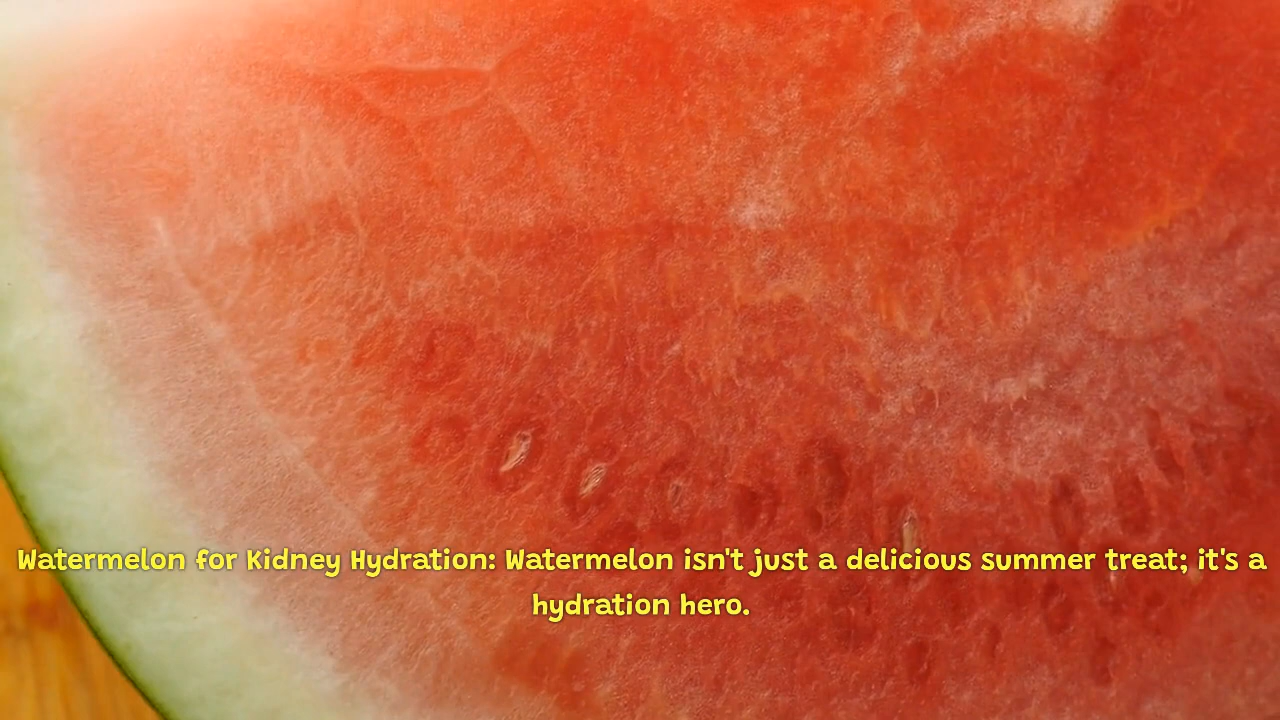 Watermelon for Kidney Hydration: Watermelon isn't just a delicious summer treat; it's a
hydration hero.